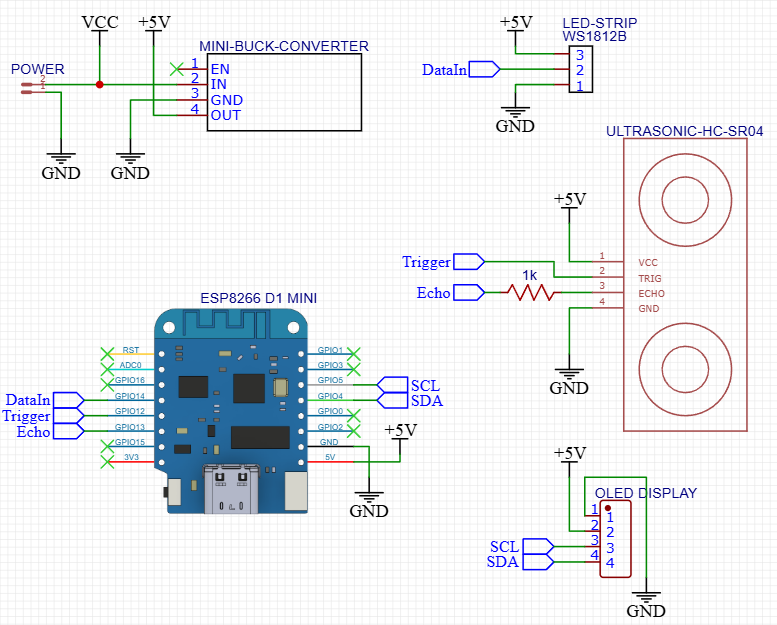 VCC
+5V
MINI-BUCK-CONVERTER
POWER
2
1
1 EN
2 IN
3 GND
4 OUT
GND
GND
+5V
LED-STRIP
WS1812B
DataIn
3
2
1
GND
ULTRASONIC-HC-SR04
+5V
Trigger
Echo
1k
1 VCC
2 TRIG
3 ECHO
4 GND
GND
ESP8266 D1 MINI
RST
ADC0
GPIO16
GPIO14
GPIO12
GPIO13
GPIO15
3V3
DataIn
Trigger
Echo
GPIO1
GPIO3
GPIO5
GPIO4
GPIO0
GPIO2
GND
5V
SCL
SDA
+5V
GND
+5V
OLED DISPLAY
1 1
2 2
3 3
4 4
SCL
SDA
GND